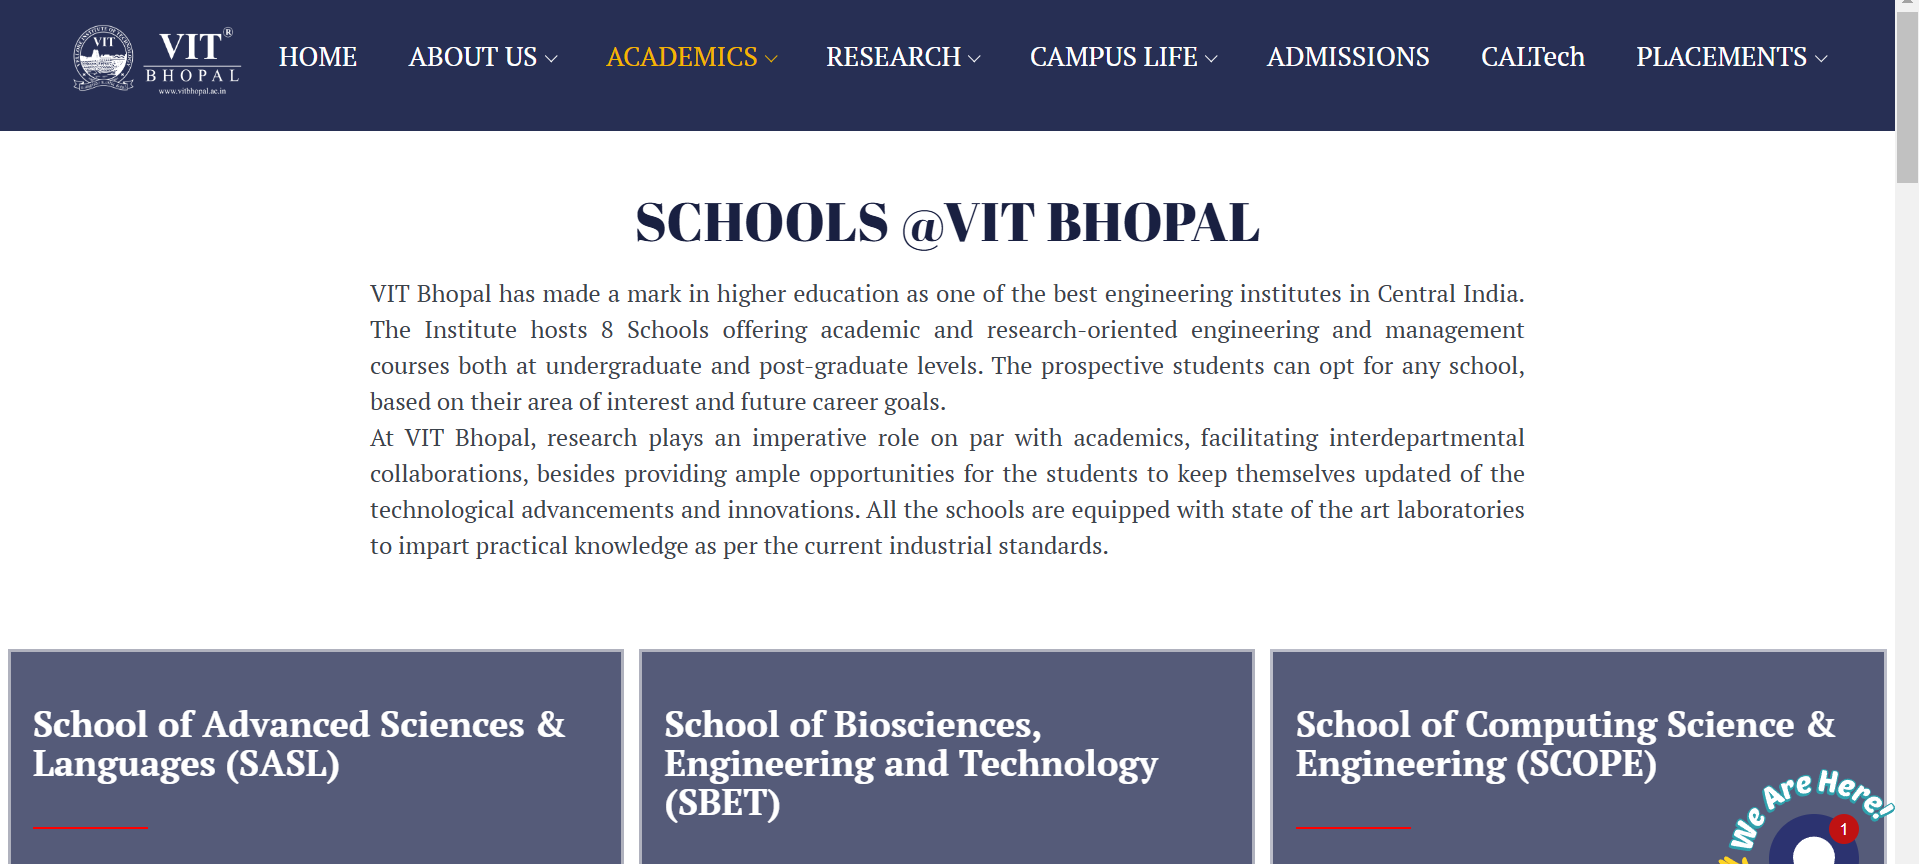 VIT®
BHOPAL
www.vitbhopal.ac.in
VIT
HOME
ABOUT US
ACADEMICS
RESEARCH
CAMPUS LIFE
ADMISSIONS
CALTech
PLACEMENTS
SCHOOLS @VIT BHOPAL
VIT Bhopal has made a mark in higher education as one of the best engineering institutes in Central India.
The Institute hosts 8 Schools offering academic and research-oriented engineering and management
courses both at undergraduate and post-graduate levels. The prospective students can opt for any school,
based on their area of interest and future career goals.
At VIT Bhopal, research plays an imperative role on par with academics, facilitating interdepartmental
collaborations, besides providing ample opportunities for the students to keep themselves updated of the
technological advancements and innovations. All the schools are equipped with state of the art laboratories
to impart practical knowledge as per the current industrial standards.
School of Advanced Sciences &
Languages (SASL)
School of Biosciences,
Engineering and Technology
(SBET)
School of Computing Science &
Engineering (SCOPE)
We Are Here!
1